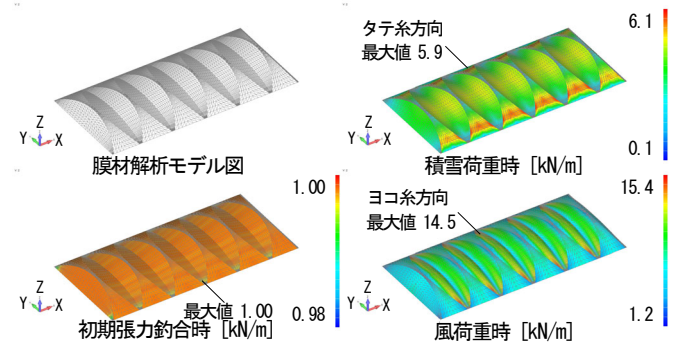 タテ糸方向
最大値 5.9
6.1
0.1
Z
Y X
膜材解析モデル図
Z
Y X
積雪荷重時 [kN/m]
1.00
0.98
Z
Y X
最大値 1.00
初期張力釣合時 [kN/m]
ヨコ糸方向
最大値 14.5
15.4
1.2
Z
Y X
風荷重時 [kN/m]